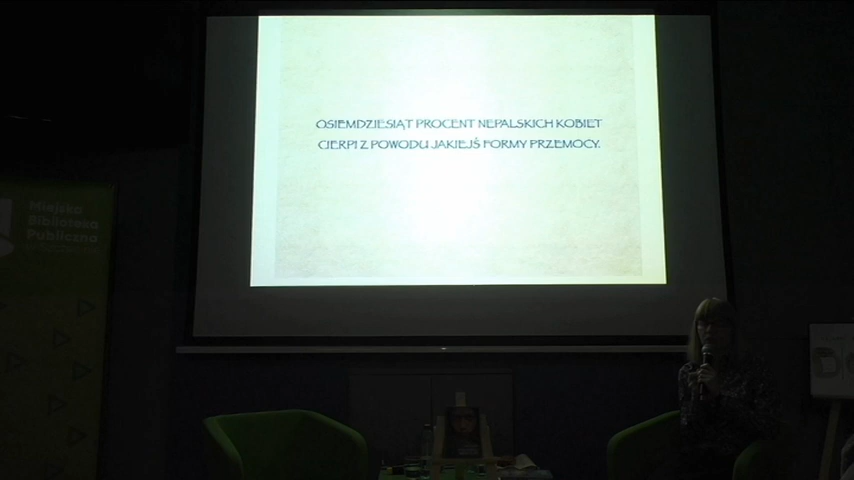 OSIEMDZIESIĄT PROCENT NEPALSKICH KOBIET
CIERPI Z POWODU JAKIEJŚ FORMY PRZEMOCY.
Miejska
Biblioteka
Publiczna